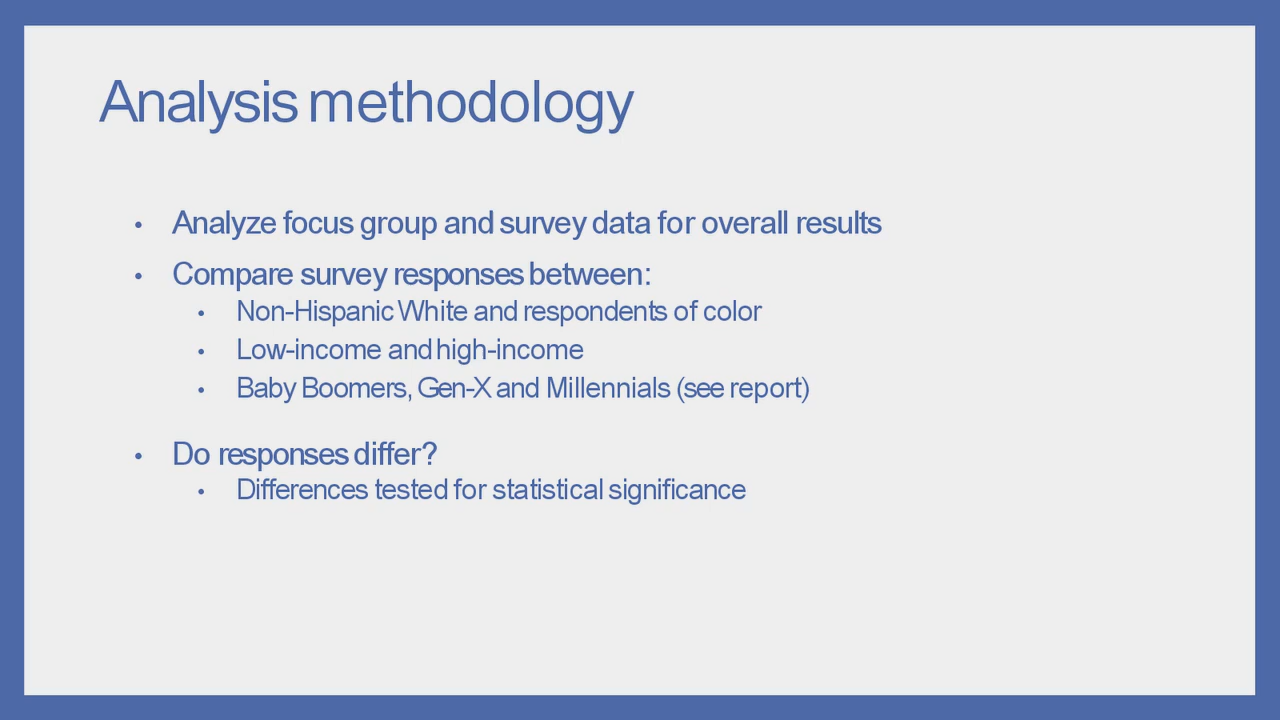 Analysis methodology
• Analyze focus group and survey data for overall results
• Compare survey responses between:
• Non-Hispanic White and respondents of color
• Low-income and high-income
• Baby Boomers, Gen-X and Millennials (see report)
• Do responses differ?
• Differences tested for statistical significance